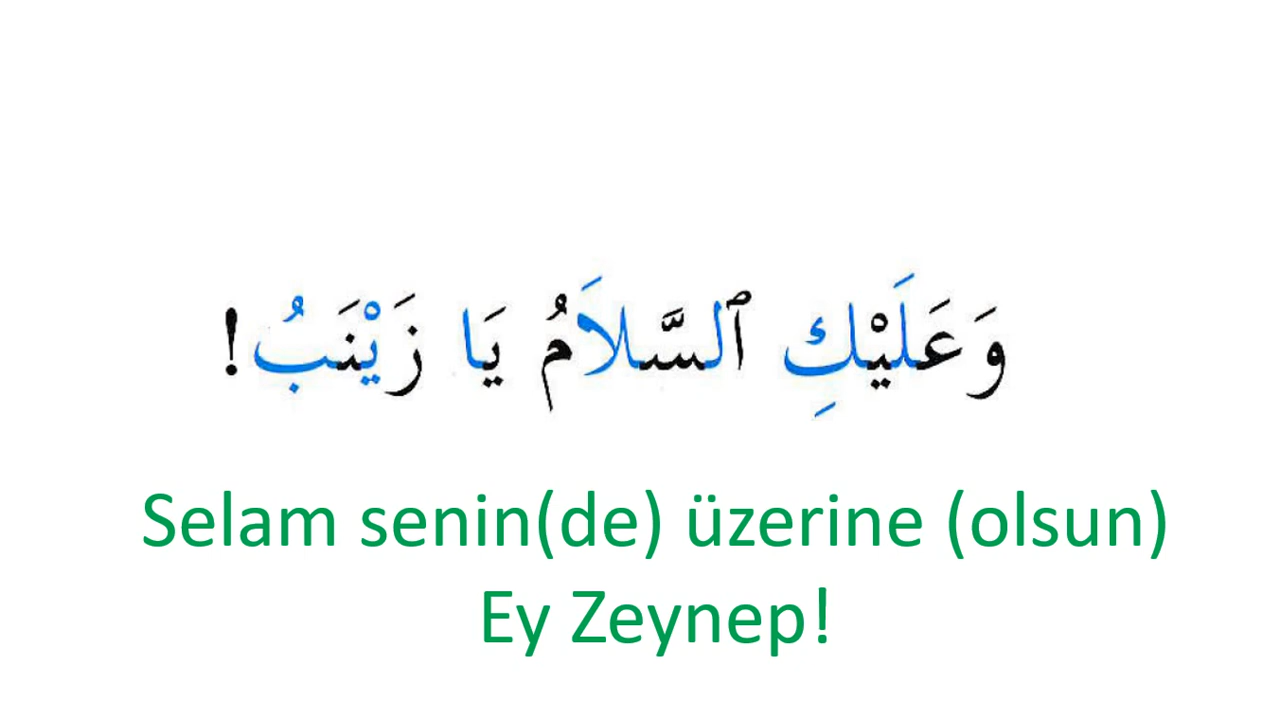 وَعَلَيْكِ ٱلسَّلَامُ يَا زَيْنَبُ!
Selam senin(de) üzerine (olsun)
Ey Zeynep!